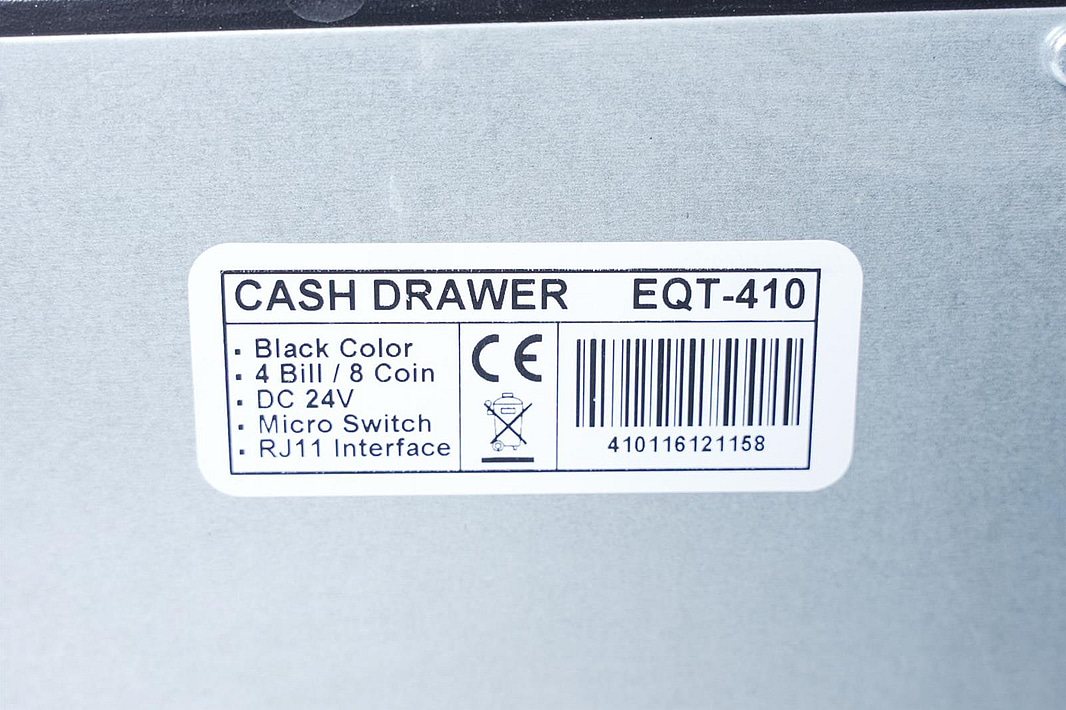 CASH DRAWER EQT-410
· Black Color
· 4 Bill / 8 Coin
· DC 24V
· Micro Switch
· RJ11 Interface
CE
410116121158